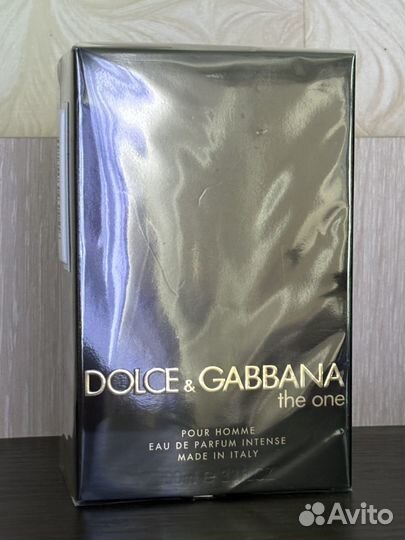 DOLCE & GABBANA
the one
POUR HOMME
EAU DE PARFUM INTENSE
MADE IN ITALY
Avito